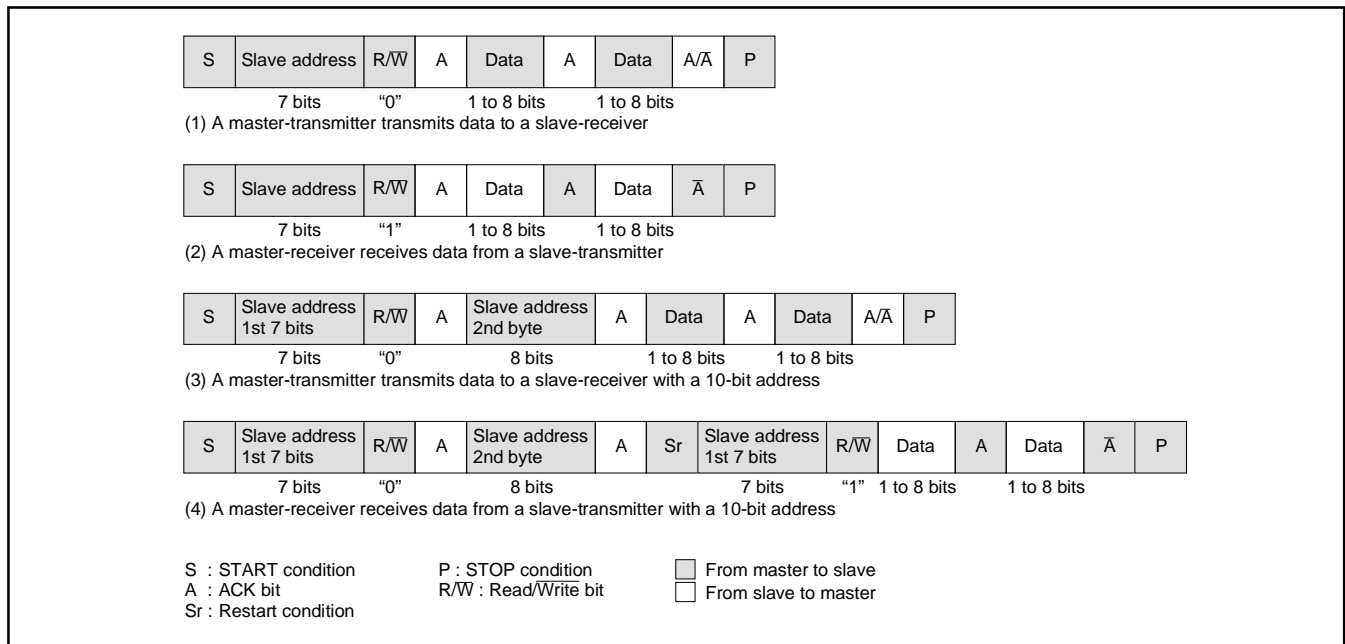 S Slave address R/W̅ A Data A Data A/A̅ P
7 bits “0” 1 to 8 bits 1 to 8 bits
(1) A master-transmitter transmits data to a slave-receiver
S Slave address R/W̅ A Data A Data A̅ P
7 bits “1” 1 to 8 bits 1 to 8 bits
(2) A master-receiver receives data from a slave-transmitter
S Slave address 1st 7 bits R/W̅ A Slave address 2nd byte A Data A Data A/A̅ P
7 bits “0” 8 bits 1 to 8 bits 1 to 8 bits
(3) A master-transmitter transmits data to a slave-receiver with a 10-bit address
S Slave address 1st 7 bits R/W̅ A Slave address 2nd byte A Sr Slave address 1st 7 bits R/W̅ Data A Data A̅ P
7 bits “0” 8 bits 7 bits “1” 1 to 8 bits 1 to 8 bits
(4) A master-receiver receives data from a slave-transmitter with a 10-bit address
S : START condition P : STOP condition From master to slave
A : ACK bit R/W̅ : Read/W̅r̅i̅t̅e̅ bit From slave to master
Sr : Restart condition